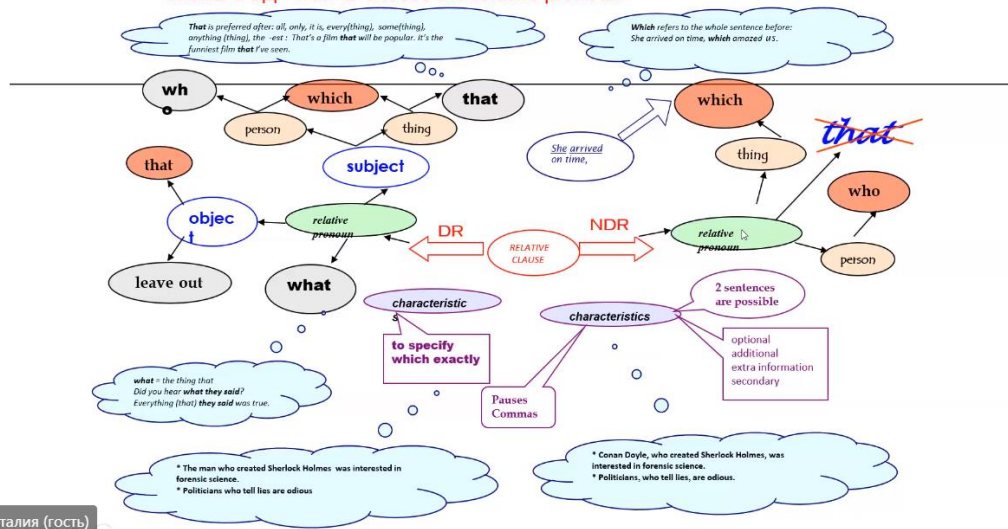 That is preferred after: all, only, it is, every(thing), some(thing),
anything (thing), the -est : That's a film that will be popular. It's the
funniest film that I've seen.
Which refers to the whole sentence before:
She arrived on time, which amazed us.
wh
o
which
that
which
person
thing
that
subject
She arrived
on time,
thing
that
who
objec
t
relative
pronoun
DR
RELATIVE
CLAUSE
NDR
relative
pronoun
person
leave out
what
characteristic
s
characteristics
2 sentences
are possible
to specify
which exactly
optional
additional
extra information
secondary
Pauses
Commas
what = the thing that
Did you hear what they said?
Everything (that) they said was true.
* The man who created Sherlock Holmes was interested in
forensic science.
* Politicians who tell lies are odious
* Conan Doyle, who created Sherlock Holmes, was
interested in forensic science.
* Politicians, who tell lies, are odious.
талия (гость)